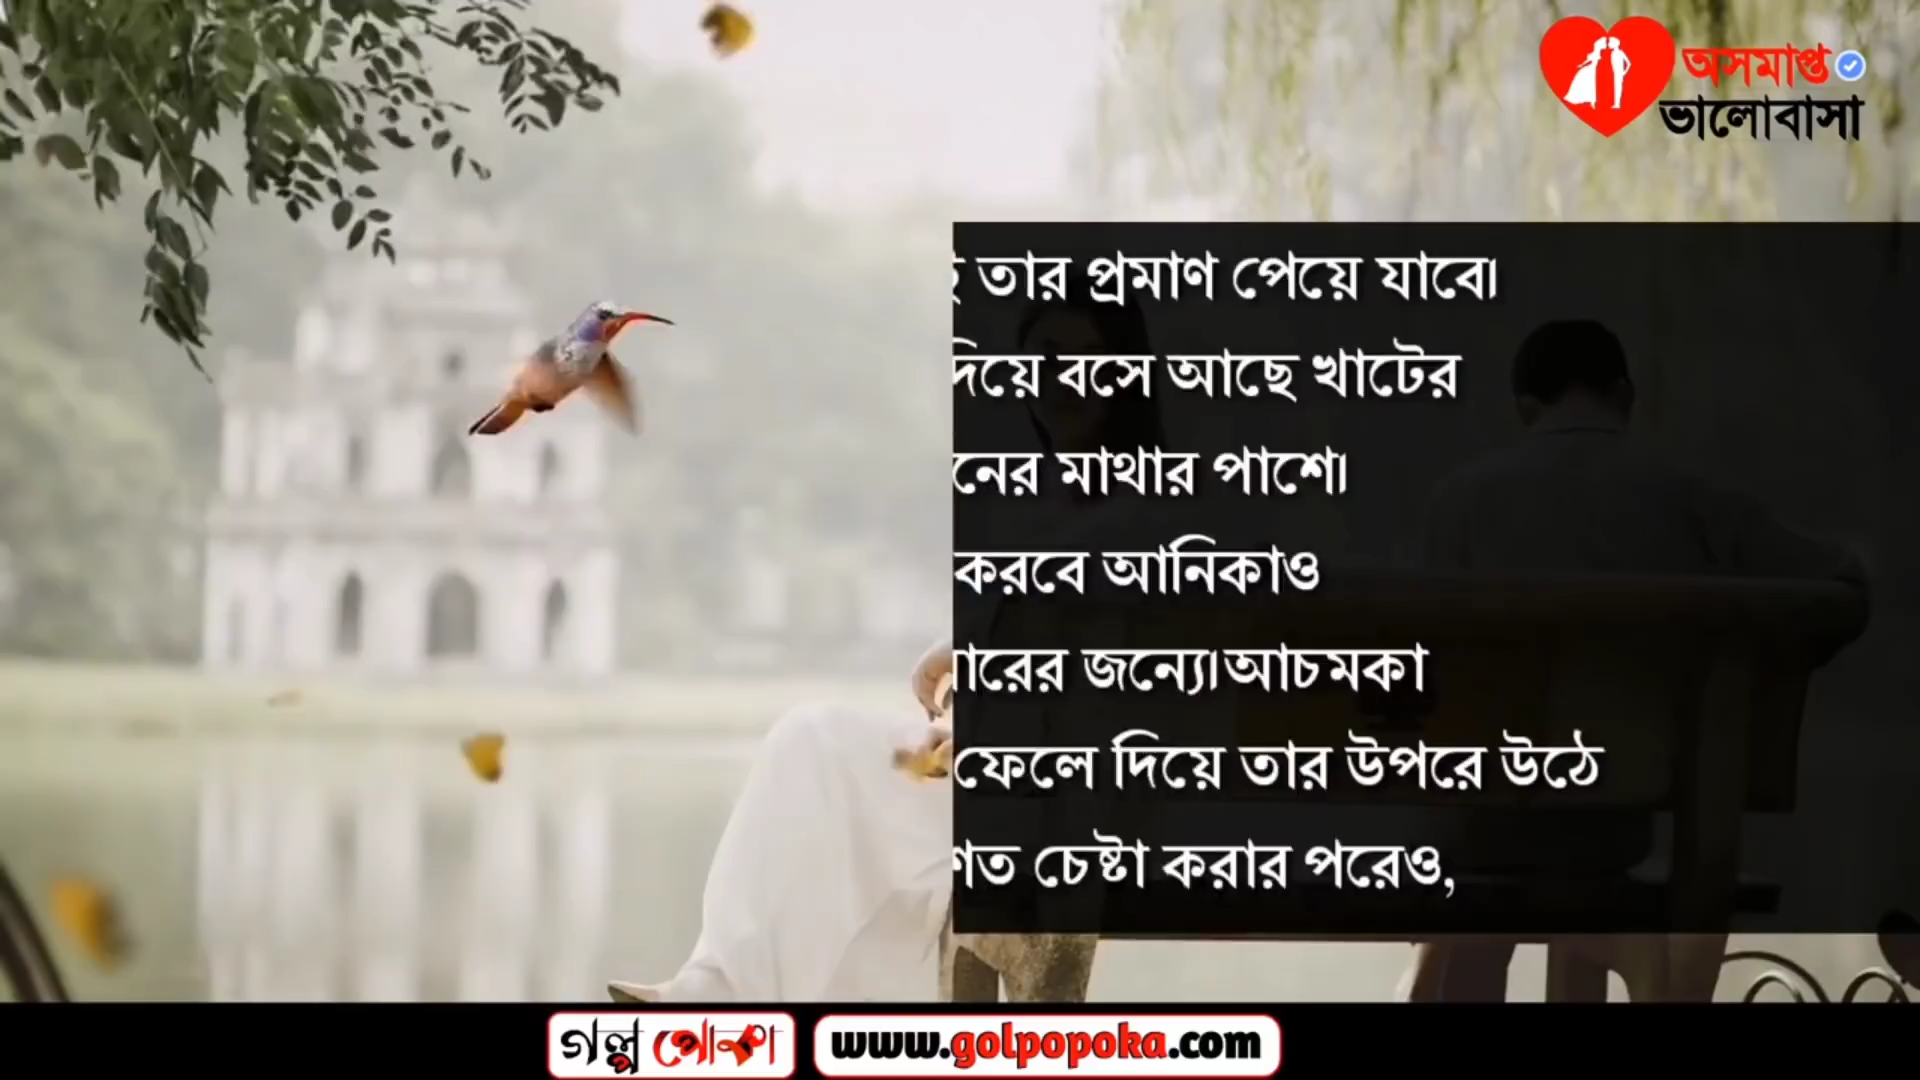 অসমাপ্ত
ভালোবাসা
তার প্রমাণ পেয়ে যাবে।
দিয়ে বসে আছে খাটের
নের মাথার পাশে।
করবে আনিকাও
রের জন্যে।আচমকা
ফেলে দিয়ে তার উপরে উঠে
শত চেষ্টা করার পরেও,
গল্প পোকা
www.golpopoka.com